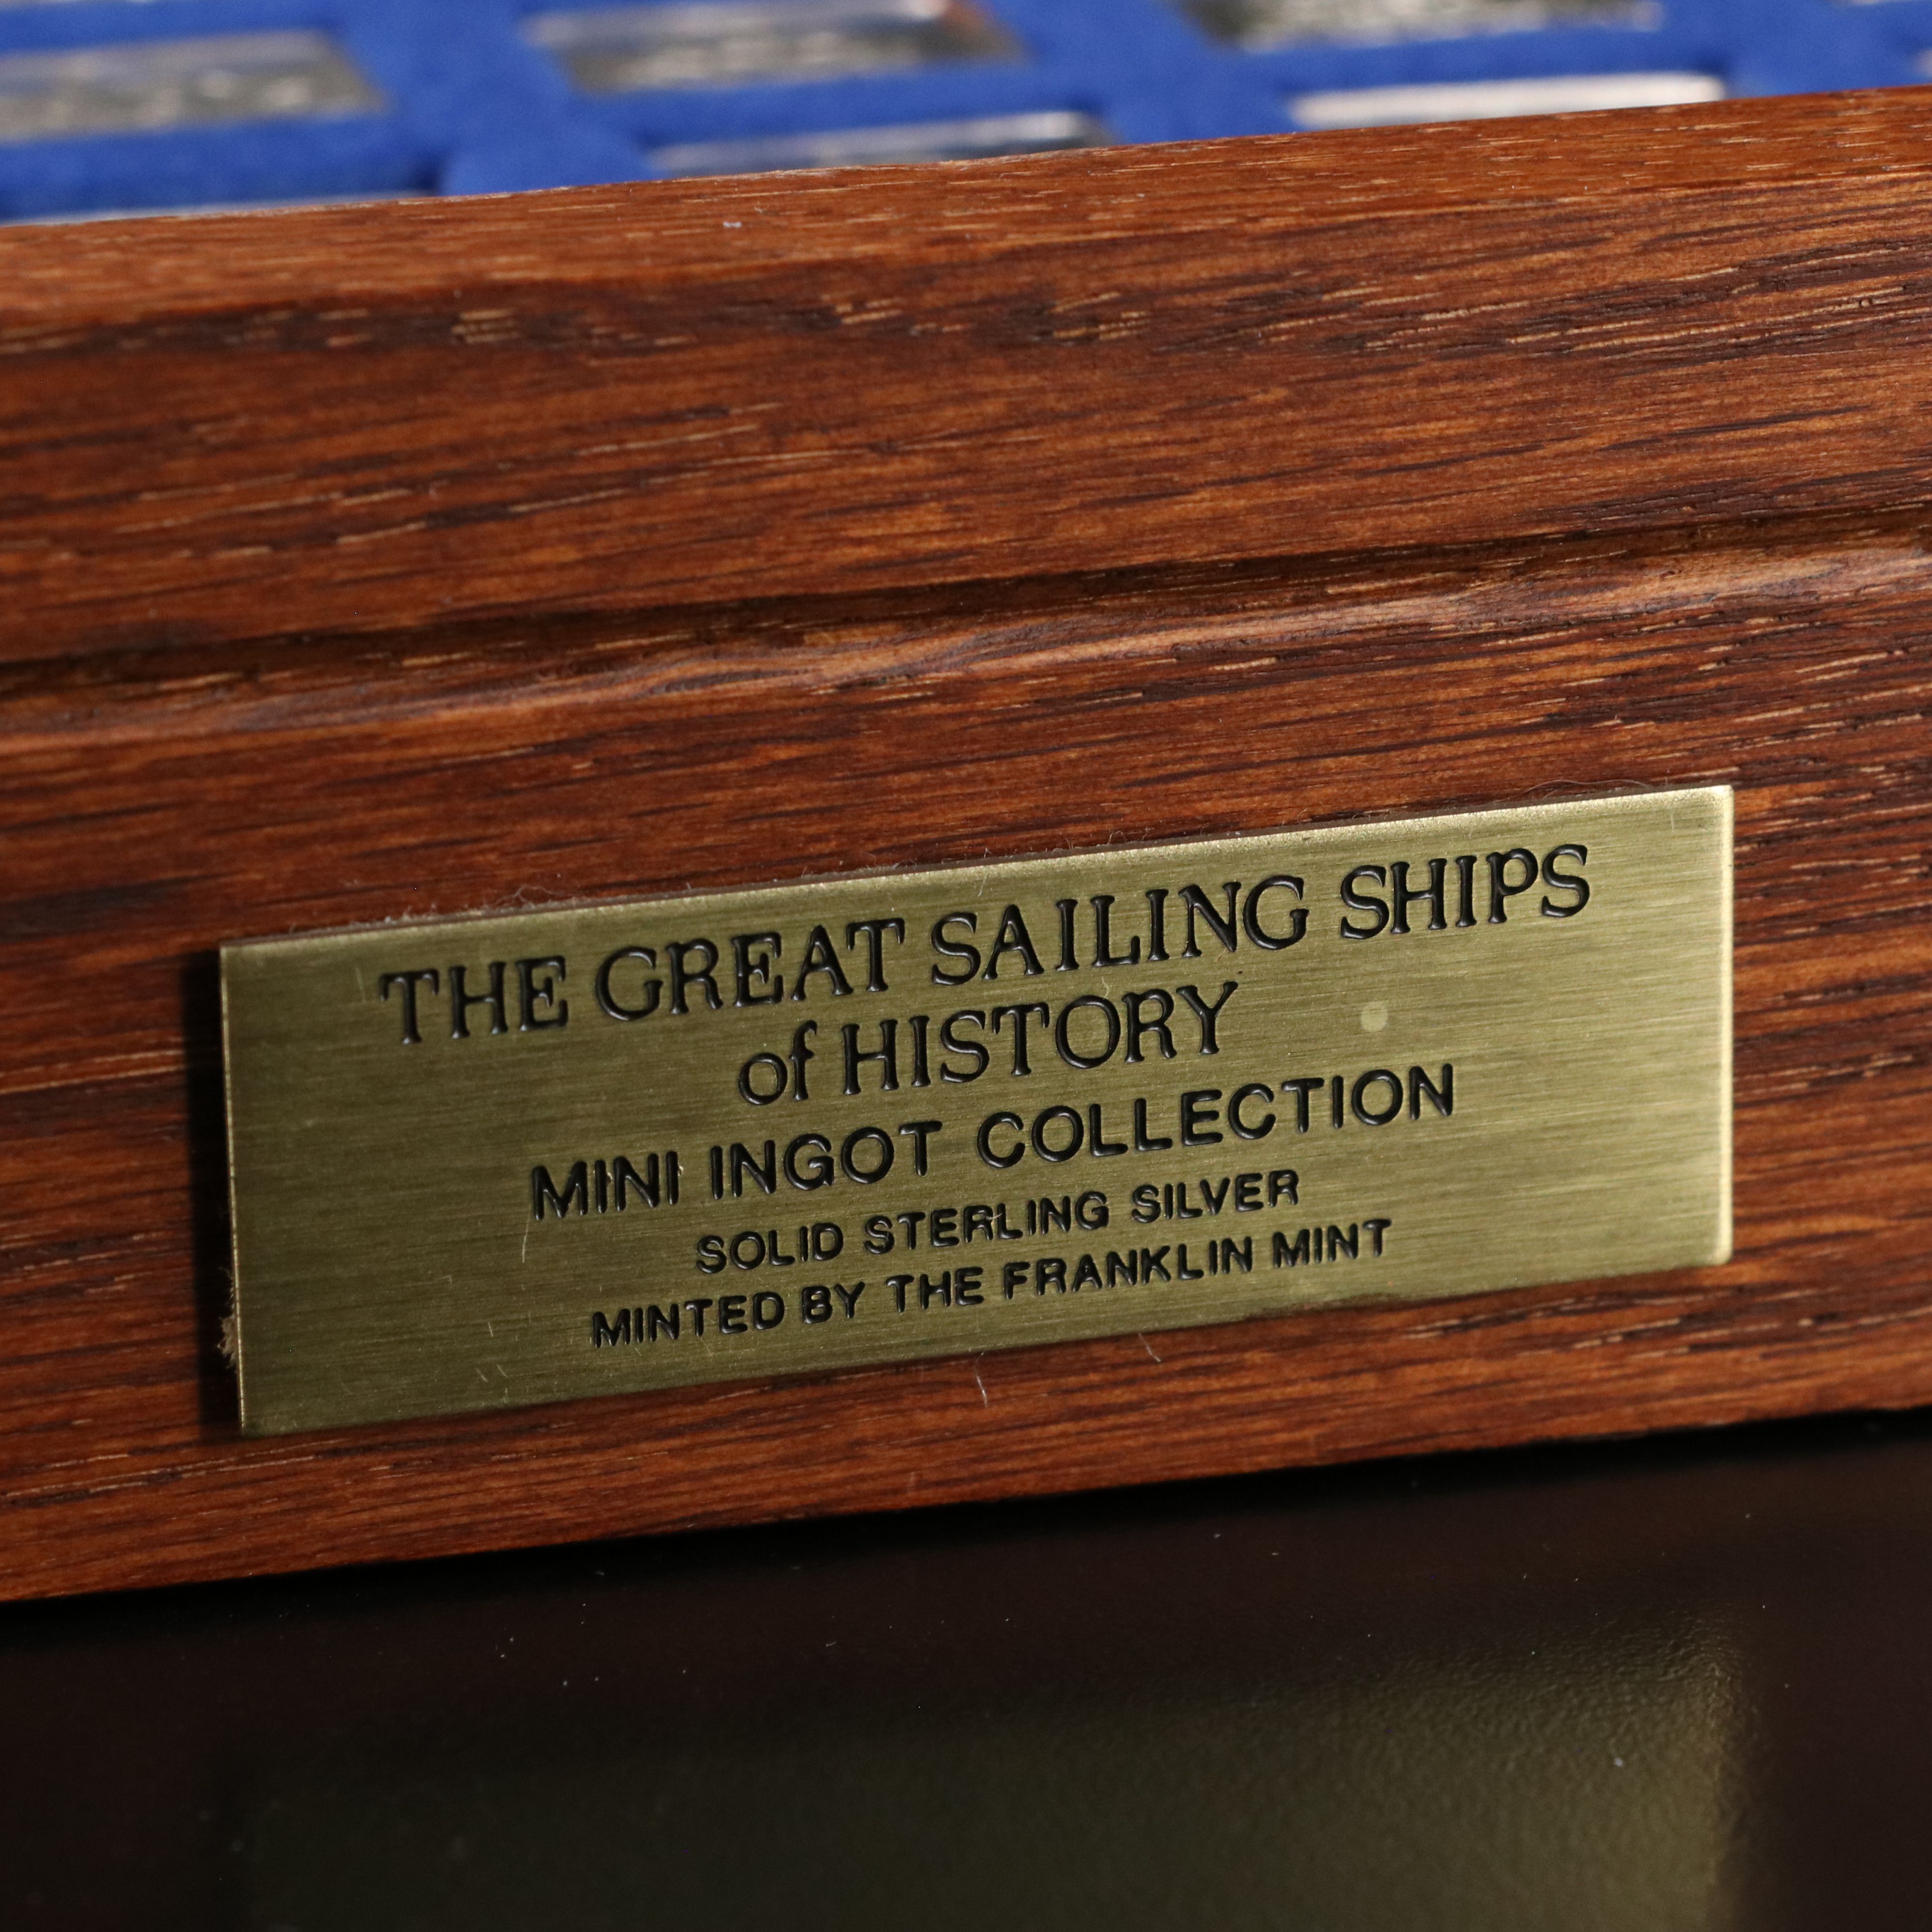 THE GREAT SAILING SHIPS
of HISTORY
MINI INGOT COLLECTION
SOLID STERLING SILVER
MINTED BY THE FRANKLIN MINT